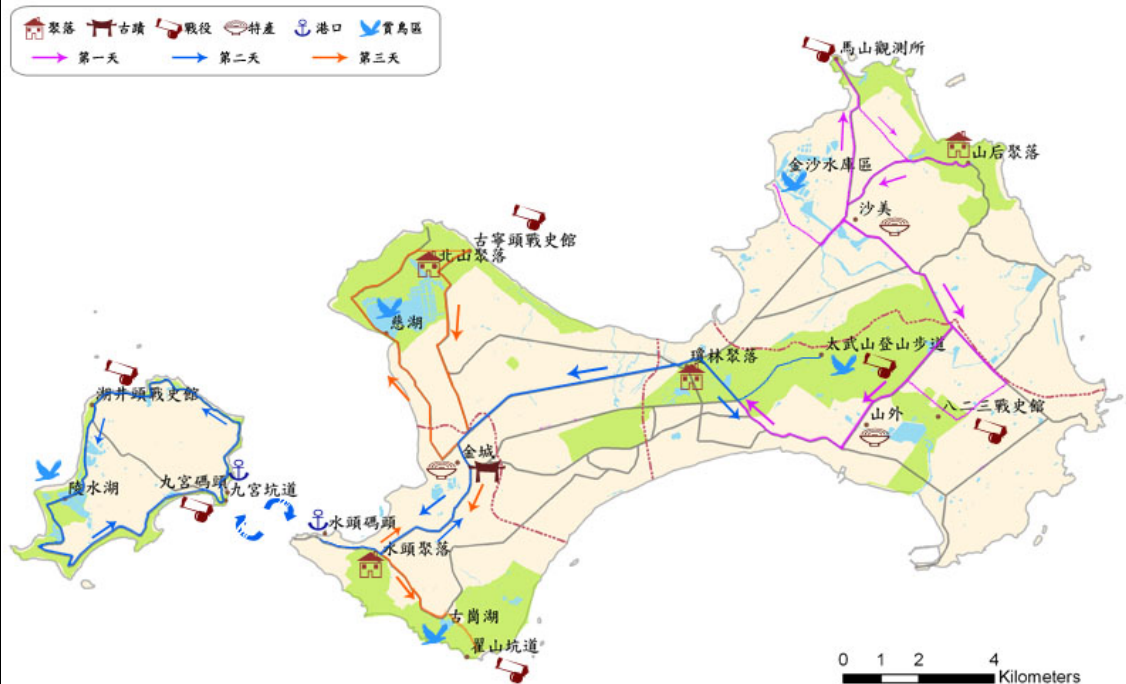 聚落 古蹟 戰役 特產 港口 賞鳥區
第一天 第二天 第三天
馬山觀測所
山后聚落
金沙水庫區
沙美
古寧頭戰史館
北山聚落
慈湖
太武山登山步道
瓊林聚落
湖井頭戰史館
八二三戰史館
山外
金城
陵水湖
九宮碼頭
九宮坑道
水頭碼頭
水頭聚落
古崗湖
翟山坑道
0 1 2 4
Kilometers